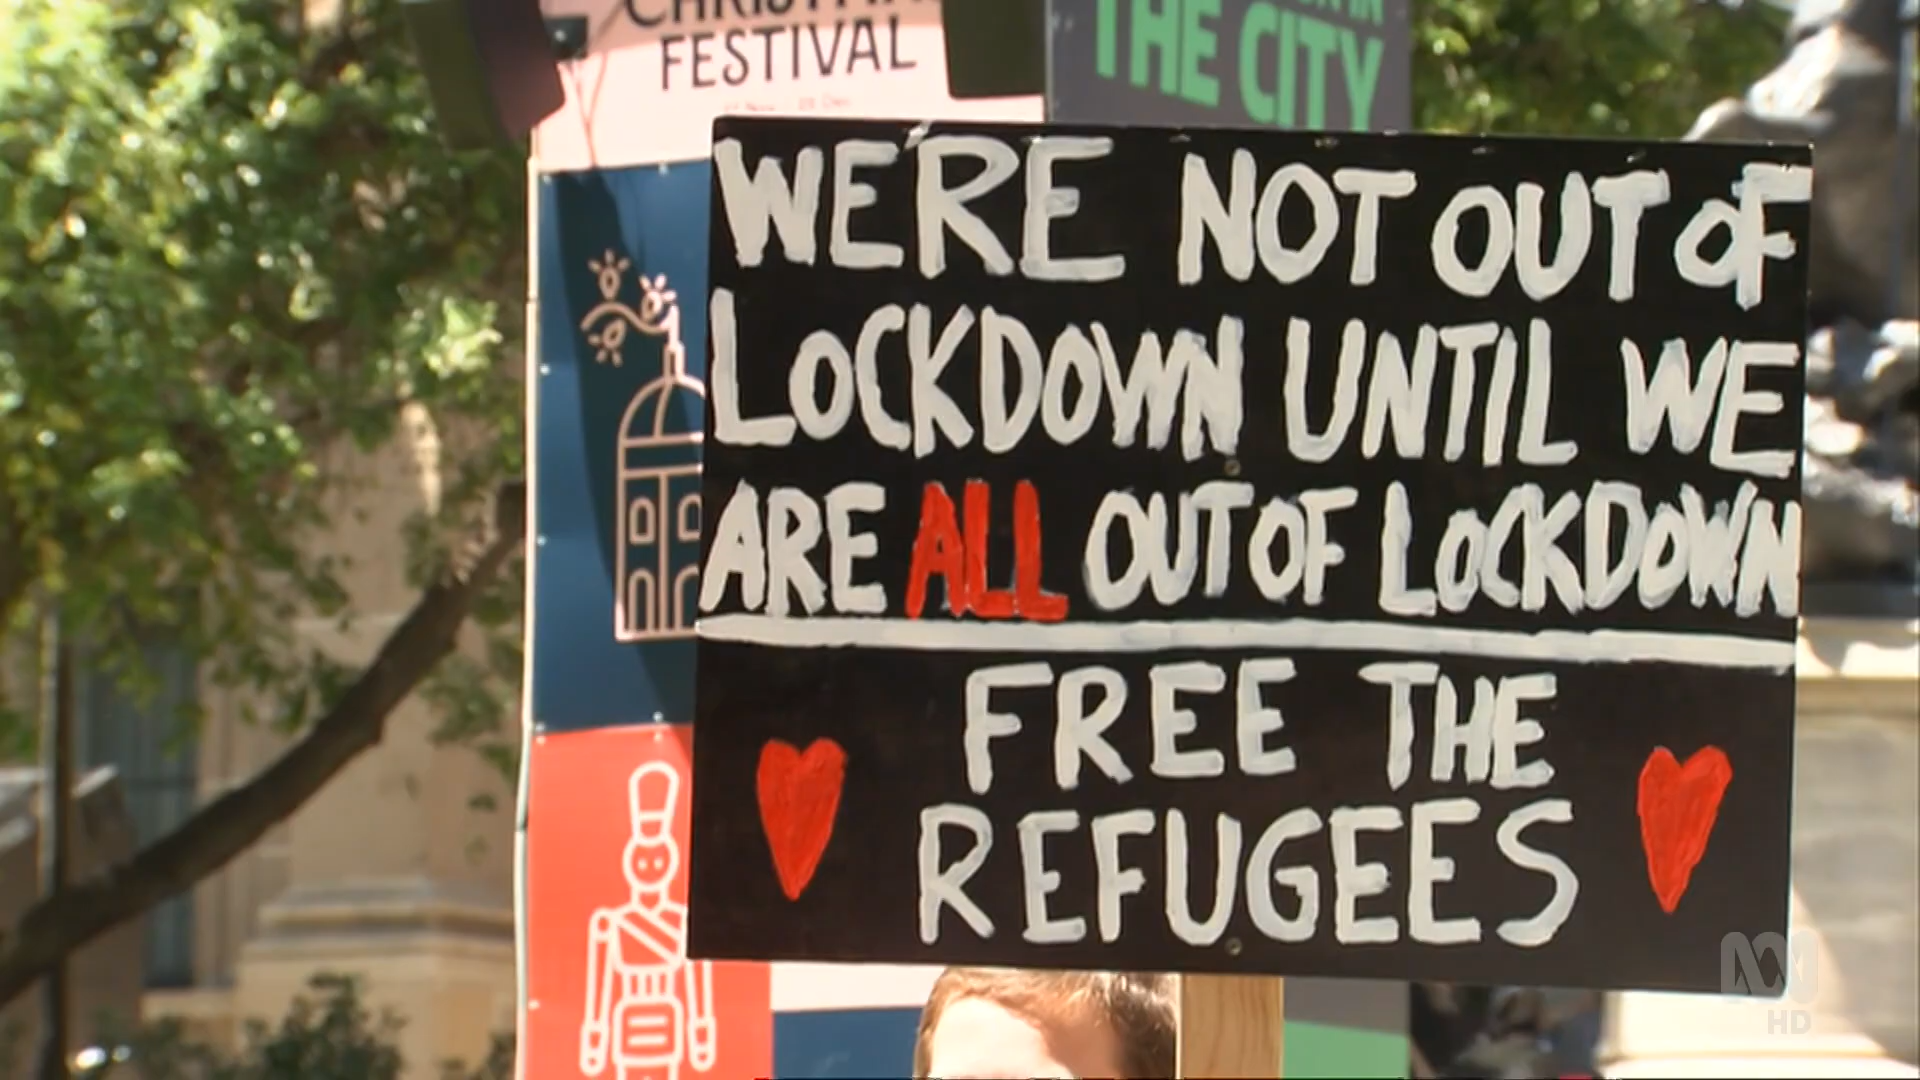 FESTIVAL
THE CITY
WE'RE NOT OUT OF
LOCKDOWN UNTIL WE
ARE ALL OUT OF LOCKDOWN
FREE THE
REFUGEES
HD